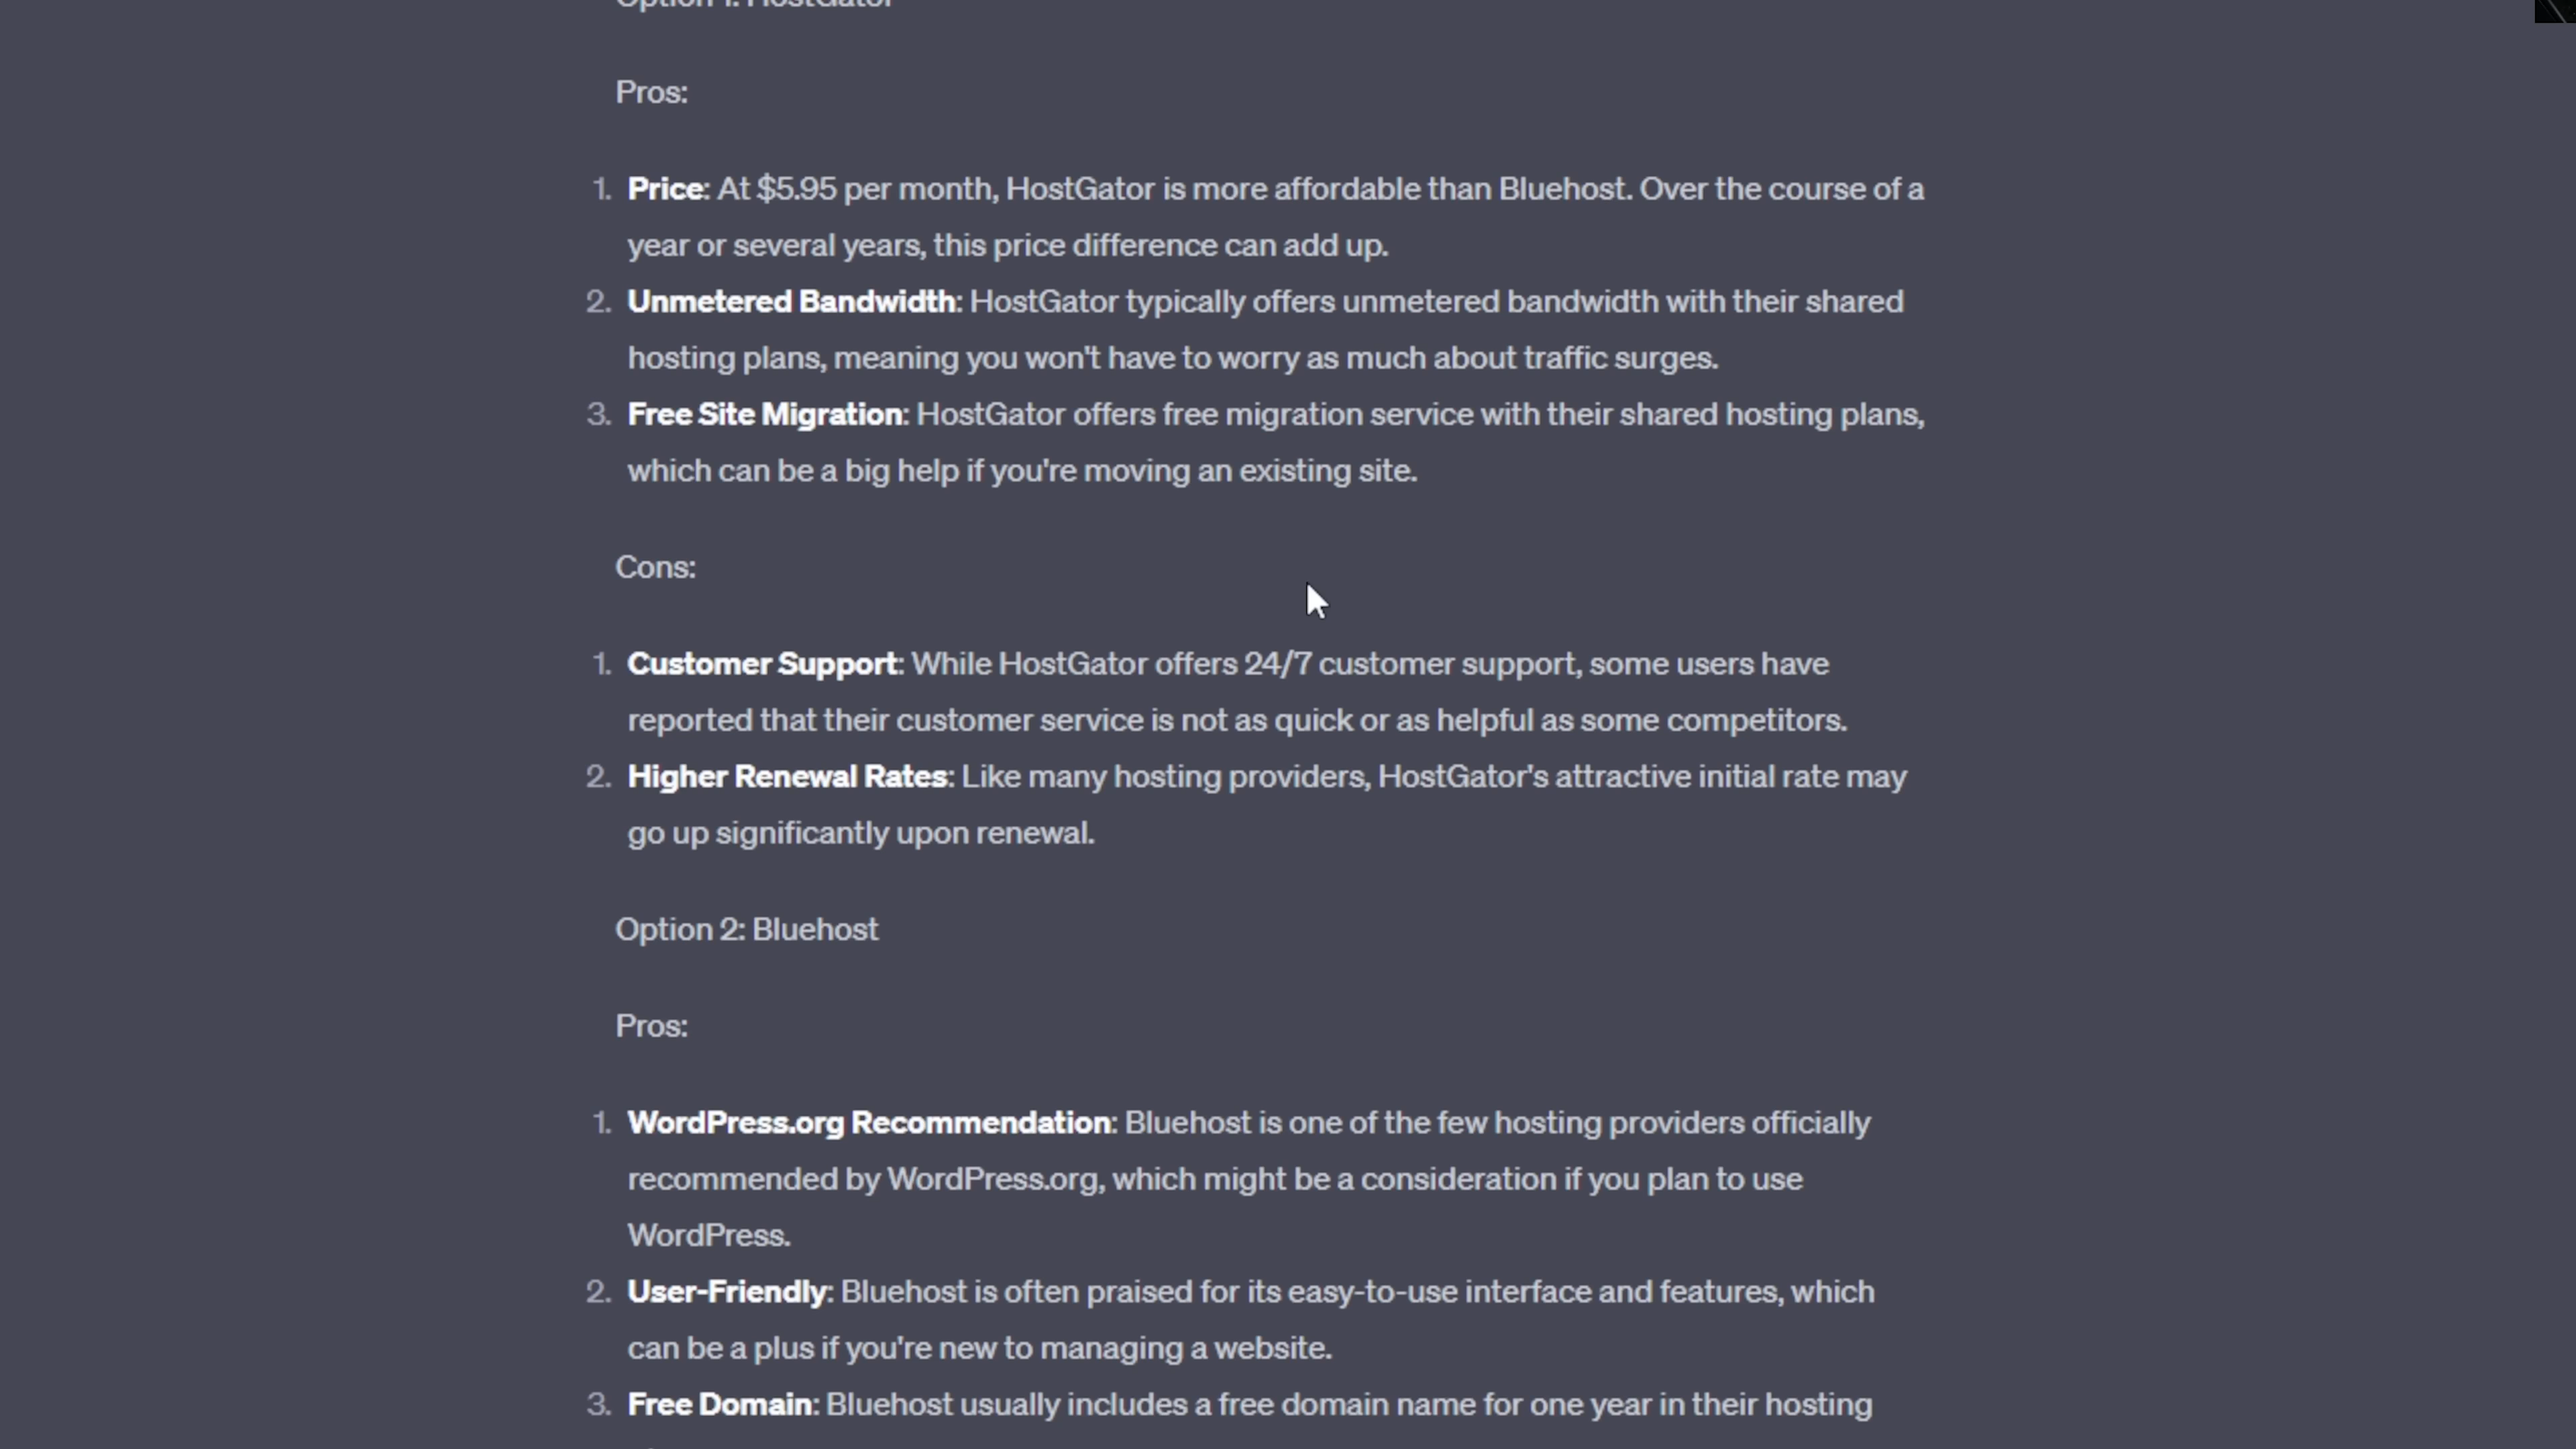 Option 1: HostGator
Pros:
1. Price: At $5.95 per month, HostGator is more affordable than Bluehost. Over the course of a
year or several years, this price difference can add up.
2. Unmetered Bandwidth: HostGator typically offers unmetered bandwidth with their shared
hosting plans, meaning you won't have to worry as much about traffic surges.
3. Free Site Migration: HostGator offers free migration service with their shared hosting plans,
which can be a big help if you're moving an existing site.
Cons:
1. Customer Support: While HostGator offers 24/7 customer support, some users have
reported that their customer service is not as quick or as helpful as some competitors.
2. Higher Renewal Rates: Like many hosting providers, HostGator's attractive initial rate may
go up significantly upon renewal.
Option 2: Bluehost
Pros:
1. WordPress.org Recommendation: Bluehost is one of the few hosting providers officially
recommended by WordPress.org, which might be a consideration if you plan to use
WordPress.
2. User-Friendly: Bluehost is often praised for its easy-to-use interface and features, which
can be a plus if you're new to managing a website.
3. Free Domain: Bluehost usually includes a free domain name for one year in their hosting